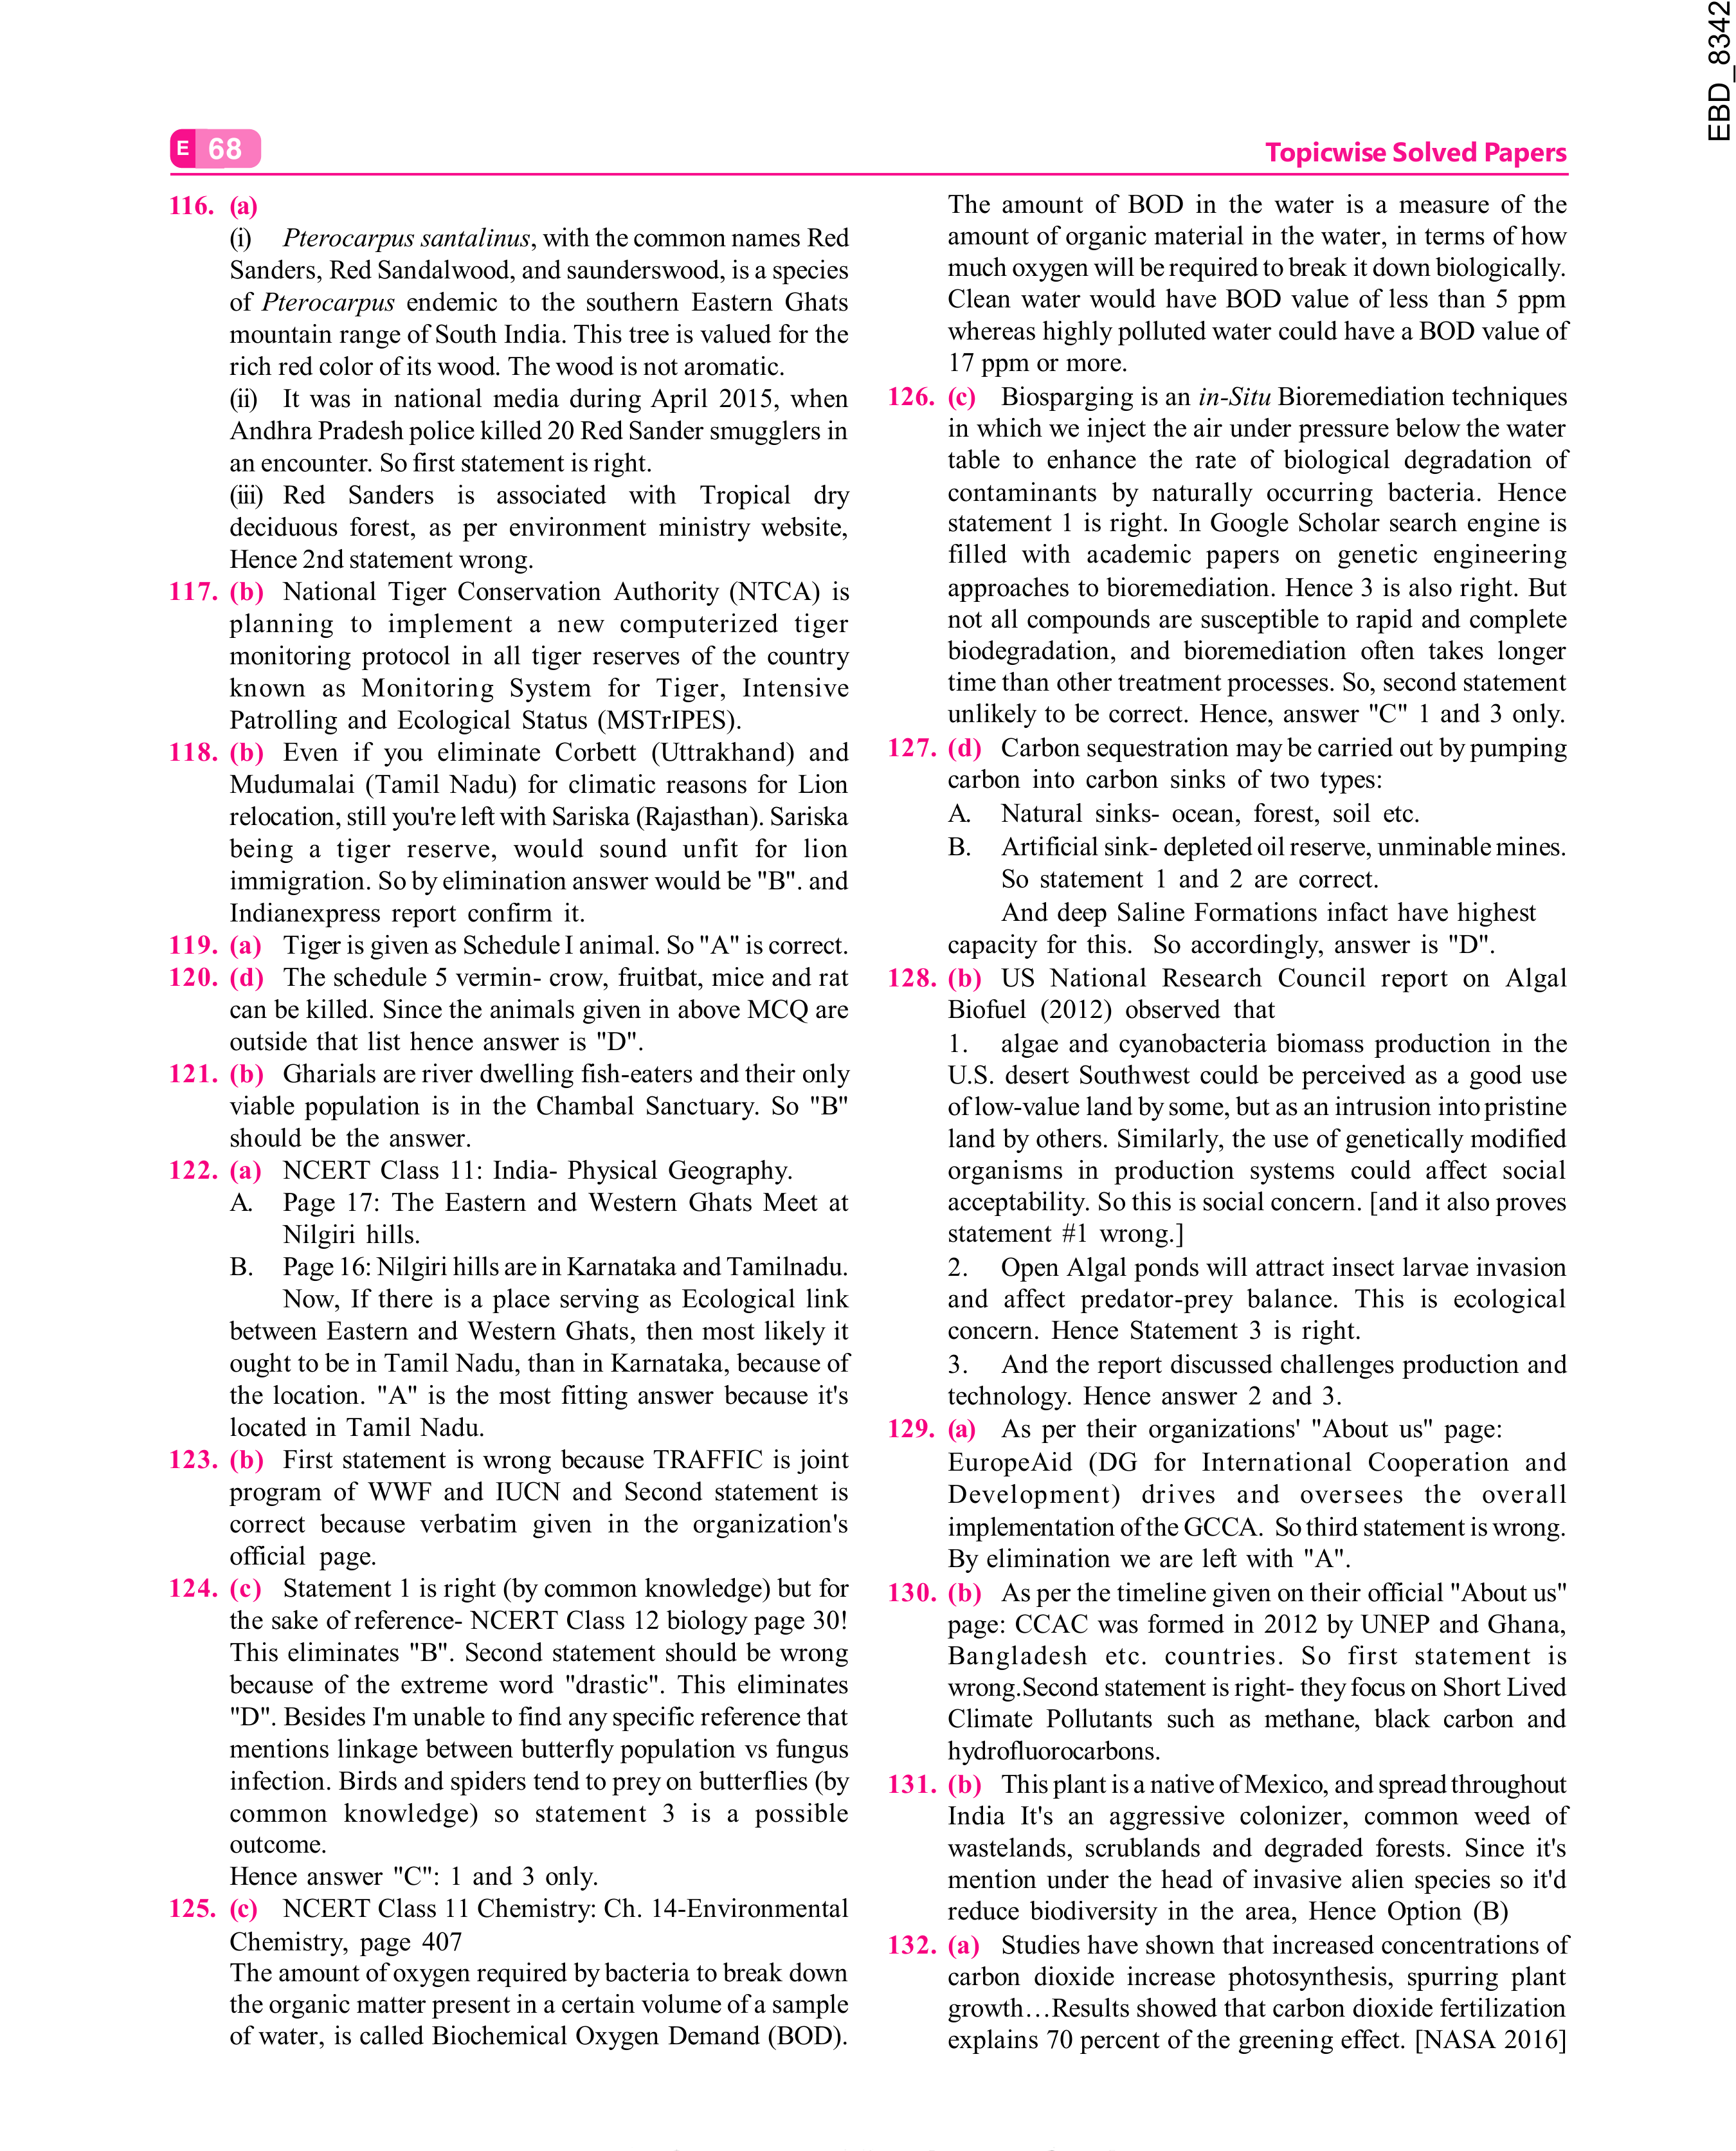 EBD_8342
E 68
Topicwise Solved Papers
116. (a)
(i) Pterocarpus santalinus, with the common names Red
Sanders, Red Sandalwood, and saunderswood, is a species
of Pterocarpus endemic to the southern Eastern Ghats
mountain range of South India. This tree is valued for the
rich red color of its wood. The wood is not aromatic.
(ii) It was in national media during April 2015, when
Andhra Pradesh police killed 20 Red Sander smugglers in
an encounter. So first statement is right.
(iii) Red Sanders is associated with Tropical dry
deciduous forest, as per environment ministry website,
Hence 2nd statement wrong.
117. (b) National Tiger Conservation Authority (NTCA) is
planning to implement a new computerized tiger
monitoring protocol in all tiger reserves of the country
known as Monitoring System for Tiger, Intensive
Patrolling and Ecological Status (MSTrIPES).
118. (b) Even if you eliminate Corbett (Uttrakhand) and
Mudumalai (Tamil Nadu) for climatic reasons for Lion
relocation, still you're left with Sariska (Rajasthan). Sariska
being a tiger reserve, would sound unfit for lion
immigration. So by elimination answer would be "B". and
Indianexpress report confirm it.
119. (a) Tiger is given as Schedule I animal. So "A" is correct.
120. (d) The schedule 5 vermin- crow, fruitbat, mice and rat
can be killed. Since the animals given in above MCQ are
outside that list hence answer is "D".
121. (b) Gharials are river dwelling fish-eaters and their only
viable population is in the Chambal Sanctuary. So "B"
should be the answer.
122. (a) NCERT Class 11: India- Physical Geography.
A. Page 17: The Eastern and Western Ghats Meet at
Nilgiri hills.
B. Page 16: Nilgiri hills are in Karnataka and Tamilnadu.
Now, If there is a place serving as Ecological link
between Eastern and Western Ghats, then most likely it
ought to be in Tamil Nadu, than in Karnataka, because of
the location. "A" is the most fitting answer because it's
located in Tamil Nadu.
123. (b) First statement is wrong because TRAFFIC is joint
program of WWF and IUCN and Second statement is
correct because verbatim given in the organization's
official page.
124. (c) Statement 1 is right (by common knowledge) but for
the sake of reference- NCERT Class 12 biology page 30!
This eliminates "B". Second statement should be wrong
because of the extreme word "drastic". This eliminates
"D". Besides I'm unable to find any specific reference that
mentions linkage between butterfly population vs fungus
infection. Birds and spiders tend to prey on butterflies (by
common knowledge) so statement 3 is a possible
outcome.
Hence answer "C": 1 and 3 only.
125. (c) NCERT Class 11 Chemistry: Ch. 14-Environmental
Chemistry, page 407
The amount of oxygen required by bacteria to break down
the organic matter present in a certain volume of a sample
of water, is called Biochemical Oxygen Demand (BOD).
The amount of BOD in the water is a measure of the
amount of organic material in the water, in terms of how
much oxygen will be required to break it down biologically.
Clean water would have BOD value of less than 5 ppm
whereas highly polluted water could have a BOD value of
17 ppm or more.
126. (c) Biosparging is an in-Situ Bioremediation techniques
in which we inject the air under pressure below the water
table to enhance the rate of biological degradation of
contaminants by naturally occurring bacteria. Hence
statement 1 is right. In Google Scholar search engine is
filled with academic papers on genetic engineering
approaches to bioremediation. Hence 3 is also right. But
not all compounds are susceptible to rapid and complete
biodegradation, and bioremediation often takes longer
time than other treatment processes. So, second statement
unlikely to be correct. Hence, answer "C" 1 and 3 only.
127. (d) Carbon sequestration may be carried out by pumping
carbon into carbon sinks of two types:
A. Natural sinks- ocean, forest, soil etc.
B. Artificial sink- depleted oil reserve, unminable mines.
So statement 1 and 2 are correct.
And deep Saline Formations infact have highest
capacity for this. So accordingly, answer is "D".
128. (b) US National Research Council report on Algal
Biofuel (2012) observed that
1. algae and cyanobacteria biomass production in the
U.S. desert Southwest could be perceived as a good use
of low-value land by some, but as an intrusion into pristine
land by others. Similarly, the use of genetically modified
organisms in production systems could affect social
acceptability. So this is social concern. [and it also proves
statement #1 wrong.]
2. Open Algal ponds will attract insect larvae invasion
and affect predator-prey balance. This is ecological
concern. Hence Statement 3 is right.
3. And the report discussed challenges production and
technology. Hence answer 2 and 3.
129. (a) As per their organizations' "About us" page:
EuropeAid (DG for International Cooperation and
Development) drives and oversees the overall
implementation of the GCCA. So third statement is wrong.
By elimination we are left with "A".
130. (b) As per the timeline given on their official "About us"
page: CCAC was formed in 2012 by UNEP and Ghana,
Bangladesh etc. countries. So first statement is
wrong.Second statement is right- they focus on Short Lived
Climate Pollutants such as methane, black carbon and
hydrofluorocarbons.
131. (b) This plant is a native of Mexico, and spread throughout
India It's an aggressive colonizer, common weed of
wastelands, scrublands and degraded forests. Since it's
mention under the head of invasive alien species so it'd
reduce biodiversity in the area, Hence Option (B)
132. (a) Studies have shown that increased concentrations of
carbon dioxide increase photosynthesis, spurring plant
growth…Results showed that carbon dioxide fertilization
explains 70 percent of the greening effect. [NASA 2016]